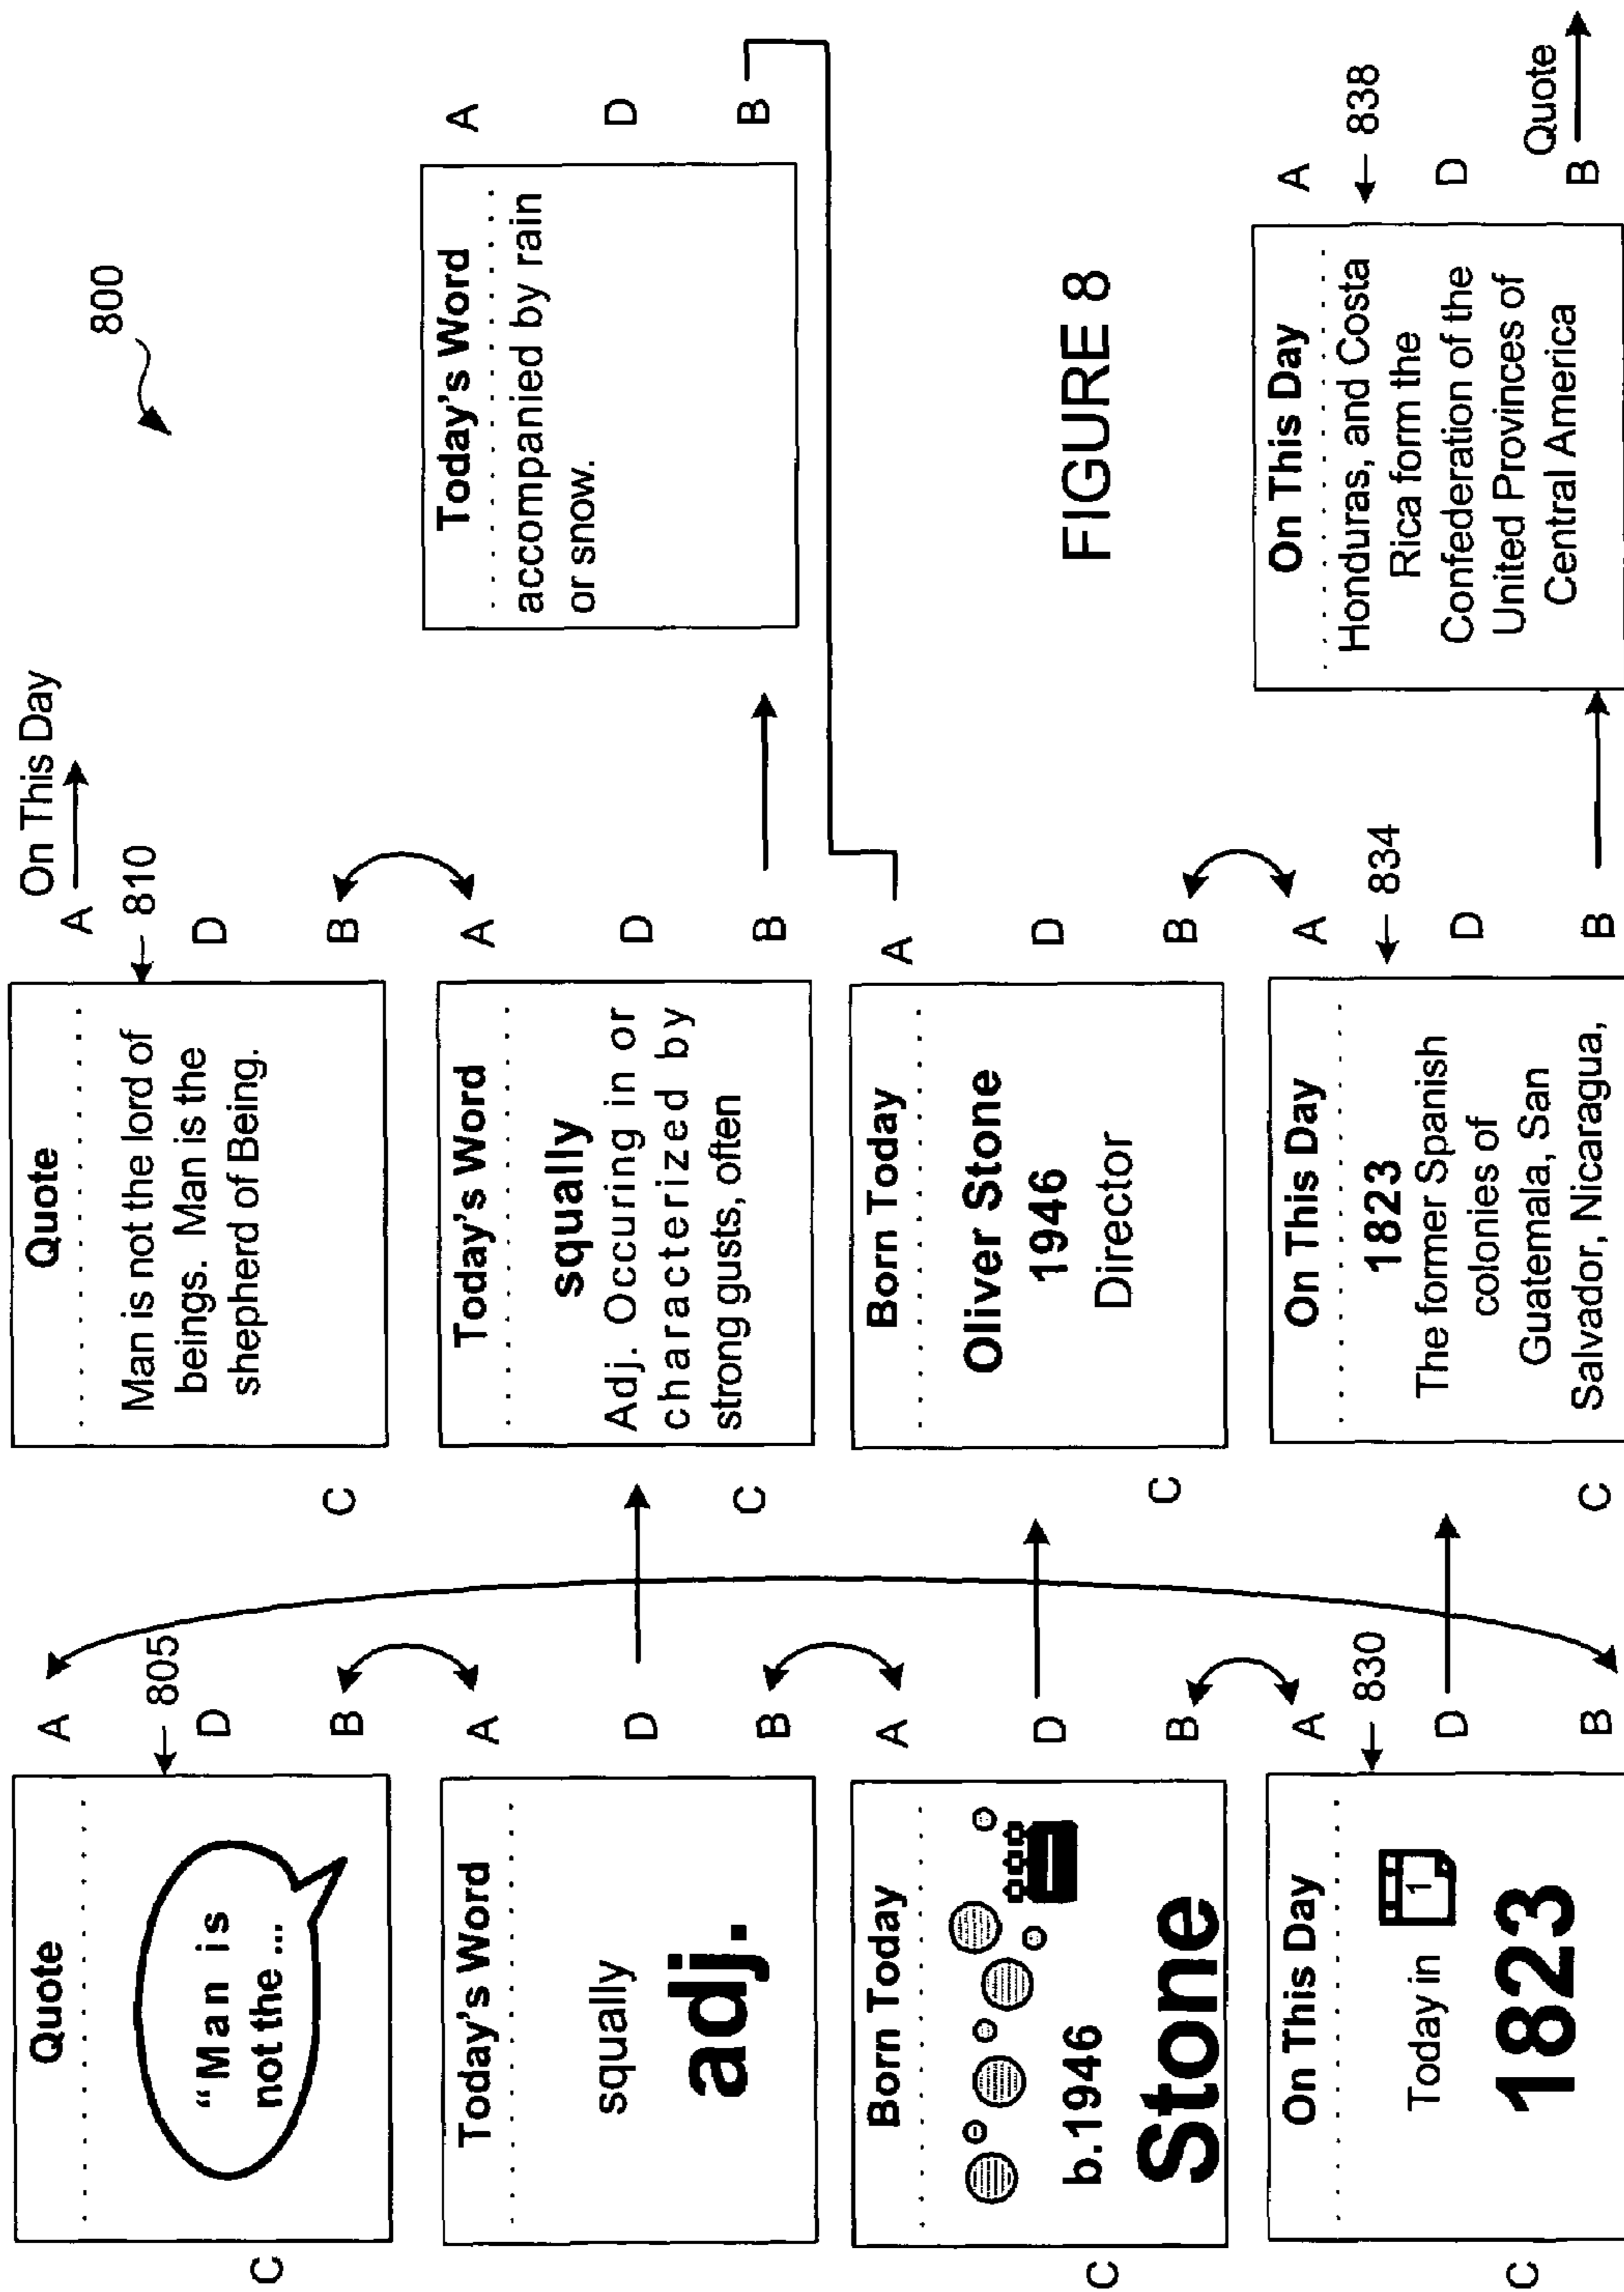 800
On This Day
Quote
“Man is
not the ...
A
805
D
B
C
Quote
Man is not the lord of
beings. Man is the
shepherd of Being.
A
810
D
B
C
Today's Word
squally
adj.
A
D
B
Today's Word
squally
Adj. Occuring in or
characterized by
strong gusts, often
A
D
B
C
Today's Word
accompanied by rain
or snow.
A
D
B
Born Today
b.1946
Stone
A
D
B
C
Born Today
Oliver Stone
1946
Director
A
D
B
C
FIGURE 8
On This Day
Today in
1
1823
A
830
D
B
C
On This Day
1823
The former Spanish
colonies of
Guatemala, San
Salvador, Nicaragua,
A
834
D
B
C
On This Day
Honduras, and Costa
Rica form the
Confederation of the
United Provinces of
Central America
A
838
D
B
Quote